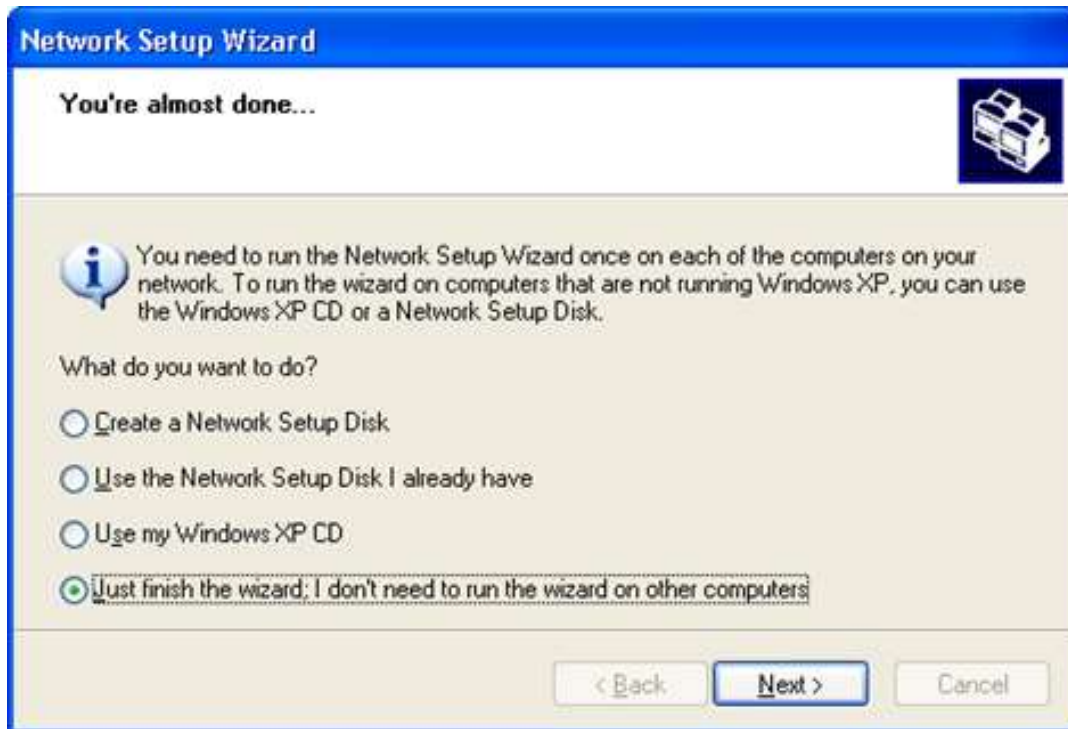 Network Setup Wizard
You're almost done...
You need to run the Network Setup Wizard once on each of the computers on your
network. To run the wizard on computers that are not running Windows XP, you can use
the Windows XP CD or a Network Setup Disk.
What do you want to do?
Create a Network Setup Disk
Use the Network Setup Disk I already have
Use my Windows XP CD
Just finish the wizard; I don't need to run the wizard on other computers
< Back Next > Cancel